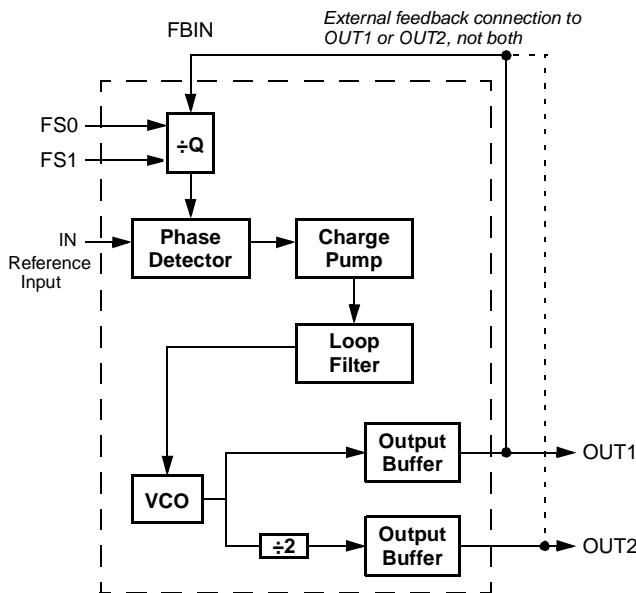 External feedback connection to
OUT1 or OUT2, not both
FBIN
FS0
÷Q
FS1
IN
Reference
Input
Phase
Detector
Charge
Pump
Loop
Filter
Output
Buffer
OUT1
VCO
÷2
Output
Buffer
OUT2